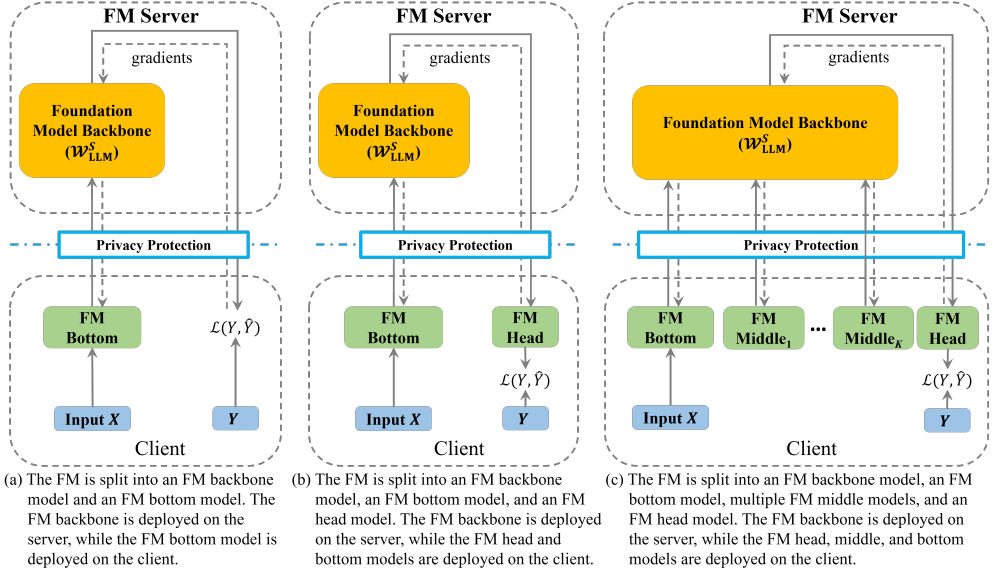 FM Server
gradients
Foundation
Model Backbone
(𝒲^S_LLM)
Privacy Protection
FM
Bottom
ℒ(Y, Ŷ)
Input X
Y
Client
(a) The FM is split into an FM backbone
model and an FM bottom model. The
FM backbone is deployed on the
server, while the FM bottom model is
deployed on the client.
FM Server
gradients
Foundation
Model Backbone
(𝒲^S_LLM)
Privacy Protection
FM
Bottom
FM
Head
ℒ(Y, Ŷ)
Input X
Y
Client
(b) The FM is split into an FM backbone
model, an FM bottom model, and an FM
head model. The FM backbone is deployed
on the server, while the FM head and
bottom models are deployed on the client.
FM Server
gradients
Foundation Model Backbone
(𝒲^S_LLM)
Privacy Protection
FM
Bottom
FM
Middle₁
...
FM
Middle_K
FM
Head
ℒ(Y, Ŷ)
Input X
Y
Client
(c) The FM is split into an FM backbone model, an FM
bottom model, multiple FM middle models, and an
FM head model. The FM backbone is deployed on
the server, while the FM head, middle, and bottom
models are deployed on the client.